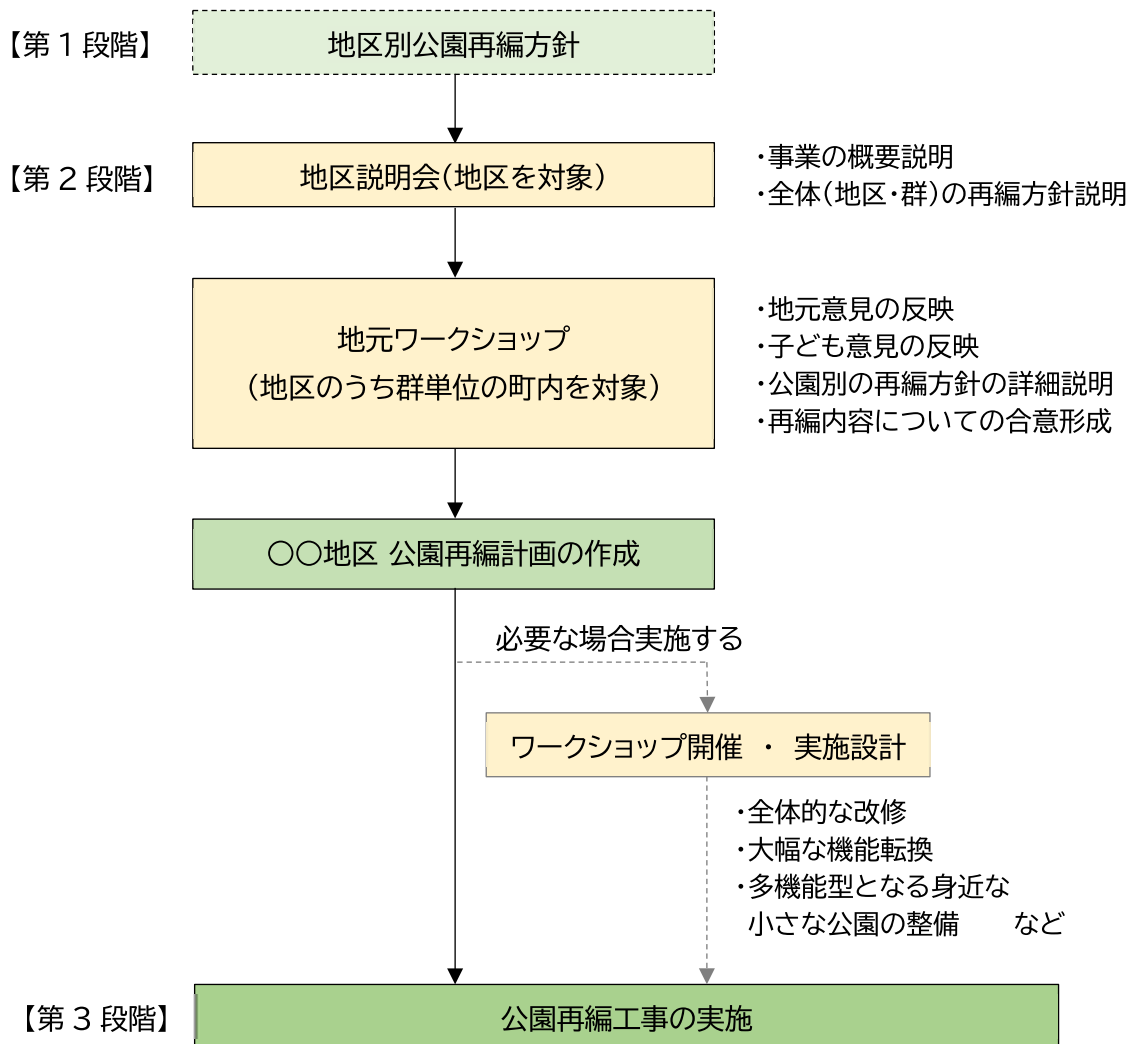 【第１段階】
地区別公園再編方針
【第２段階】
地区説明会（地区を対象）
・事業の概要説明
・全体（地区・群）の再編方針説明
地元ワークショップ
（地区のうち群単位の町内を対象）
・地元意見の反映
・子ども意見の反映
・公園別の再編方針の詳細説明
・再編内容についての合意形成
〇〇地区 公園再編計画の作成
必要な場合実施する
ワークショップ開催 ・ 実施設計
・全体的な改修
・大幅な機能転換
・多機能型となる身近な
小さな公園の整備　　など
【第３段階】
公園再編工事の実施